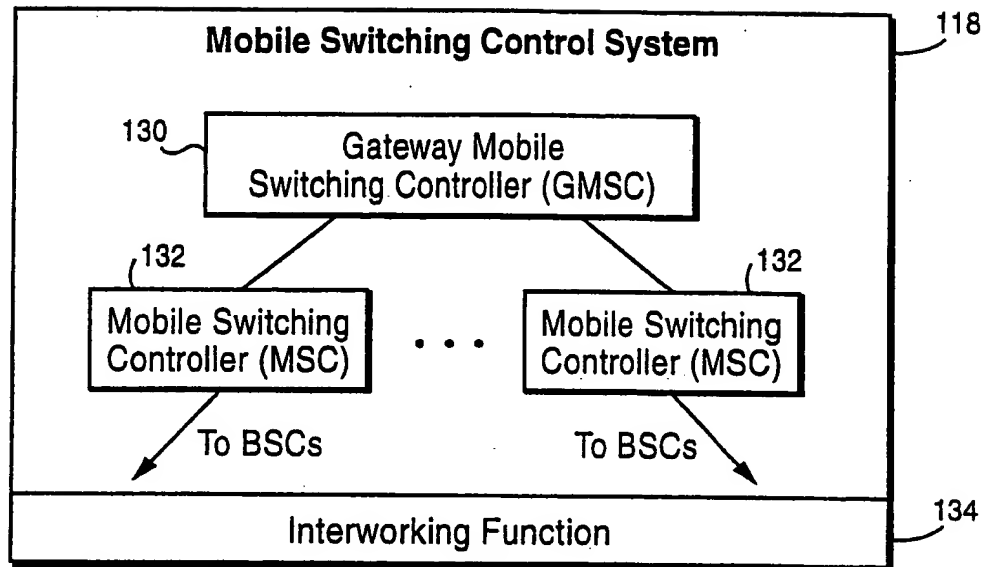 Mobile Switching Control System
118
130
Gateway Mobile
Switching Controller (GMSC)
132
132
Mobile Switching
Controller (MSC)
• • •
Mobile Switching
Controller (MSC)
To BSCs
To BSCs
Interworking Function
134